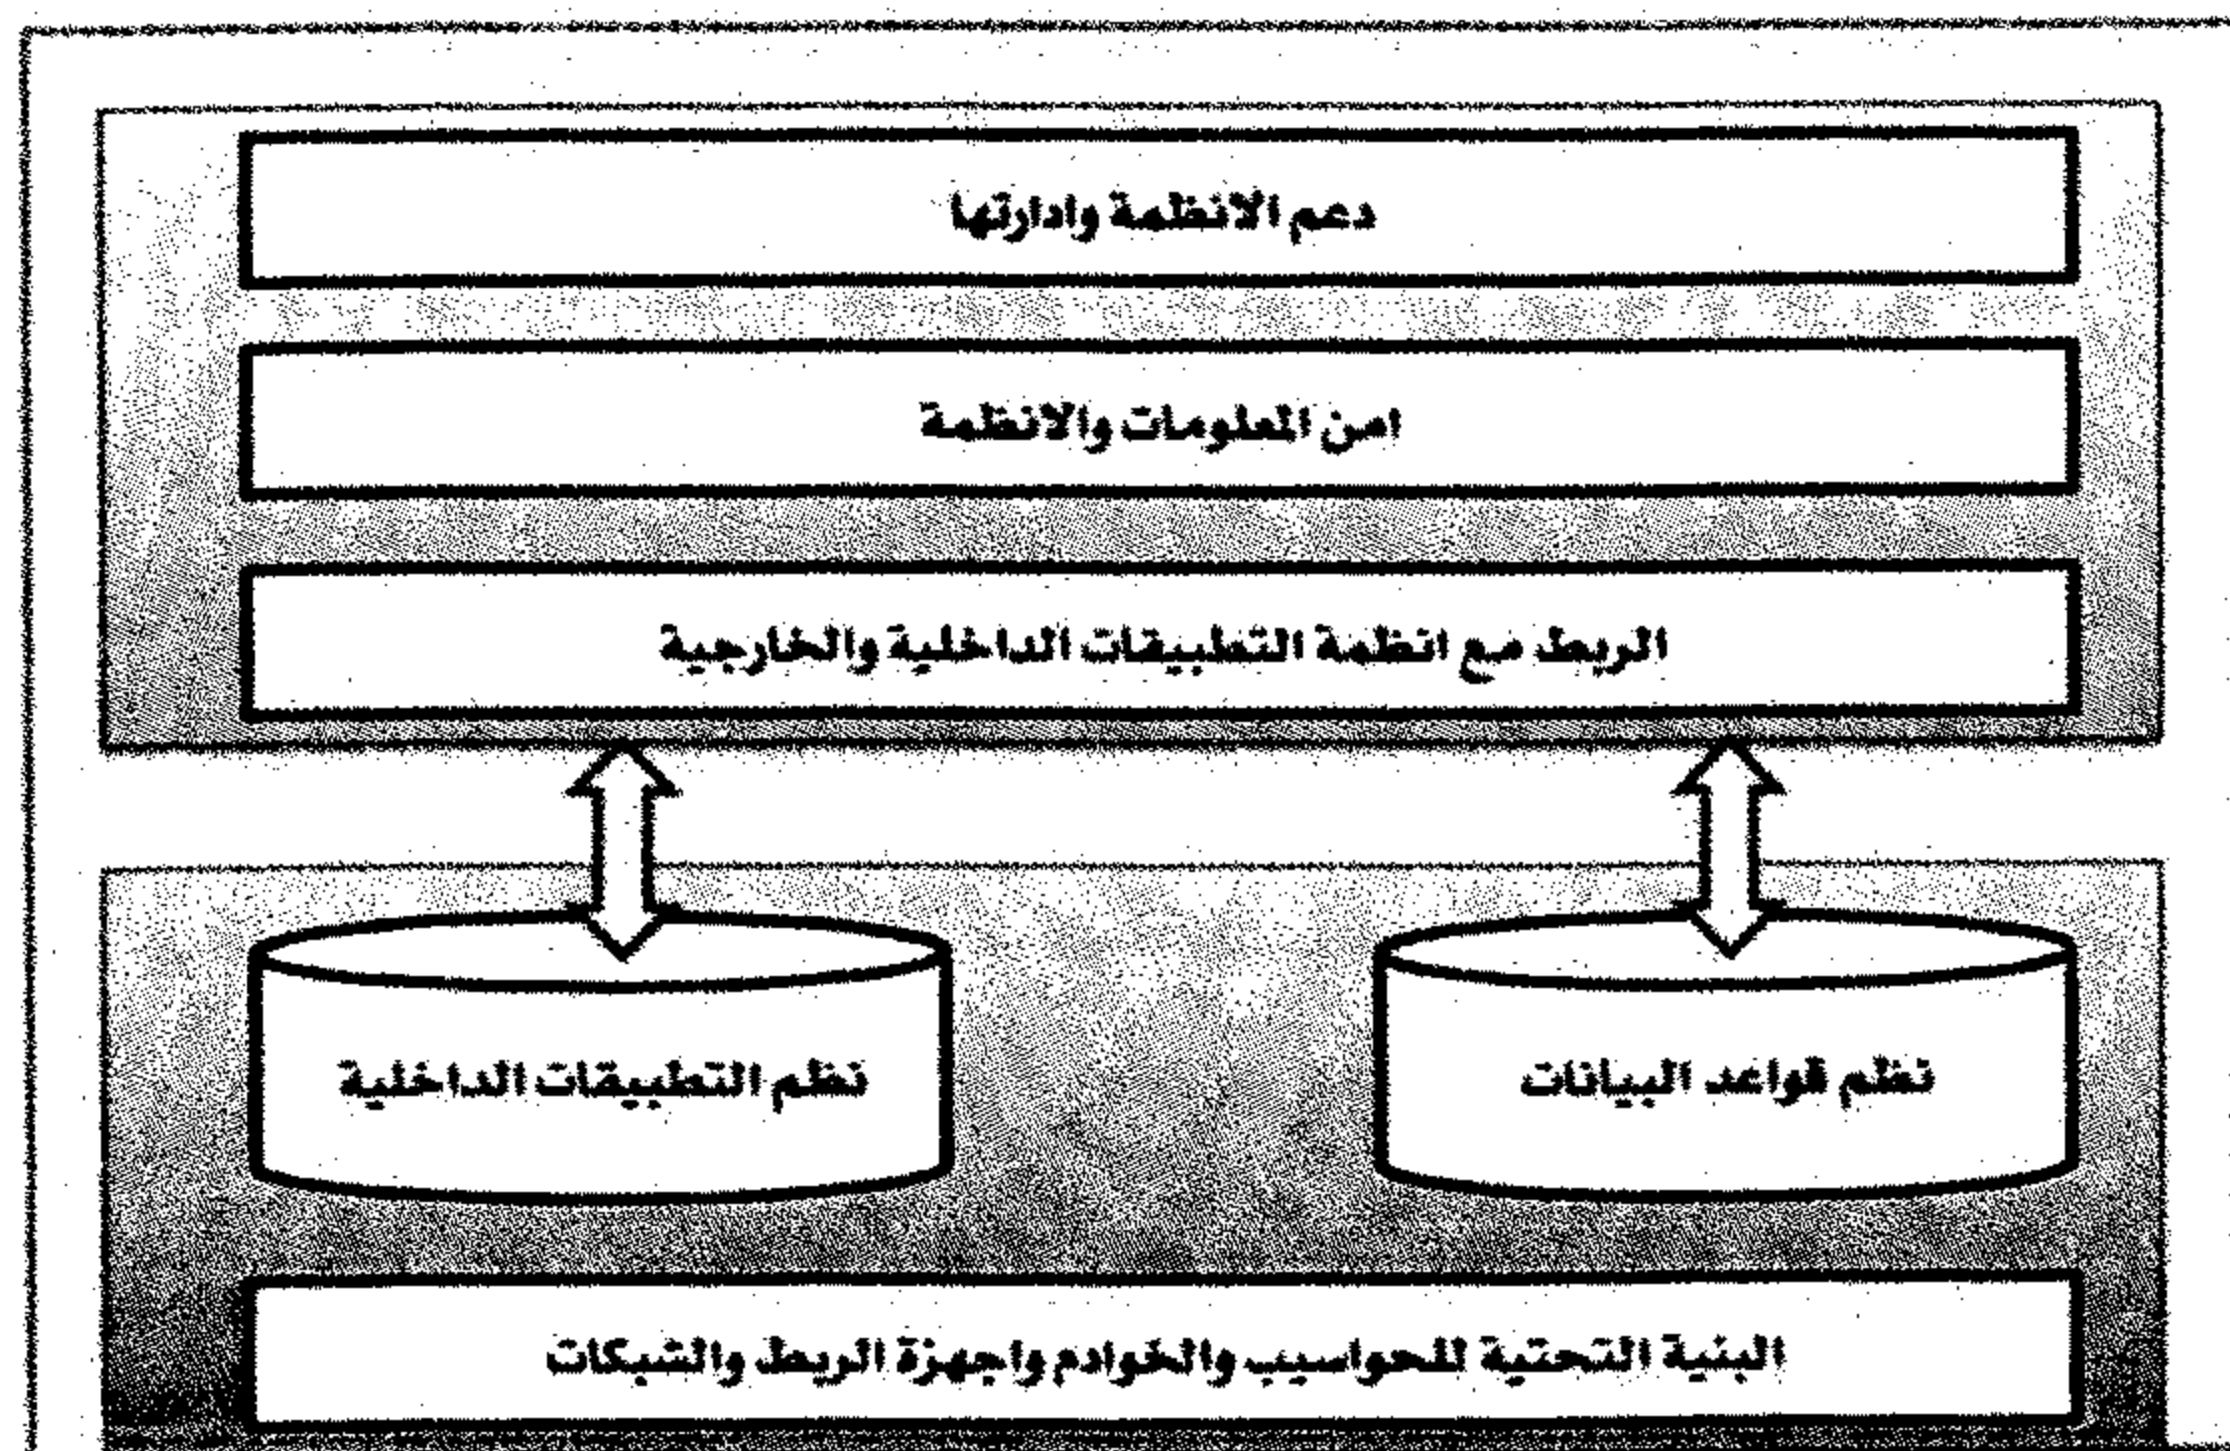 دعم الانظمة وادارتها
امن المعلومات والانظمة
الربط مع انظمة التطبيقات الداخلية والخارجية
نظم قواعد البيانات
نظم التطبيقات الداخلية
البنية التحتية للحواسيب والخوادم واجهزة الربط والشبكات